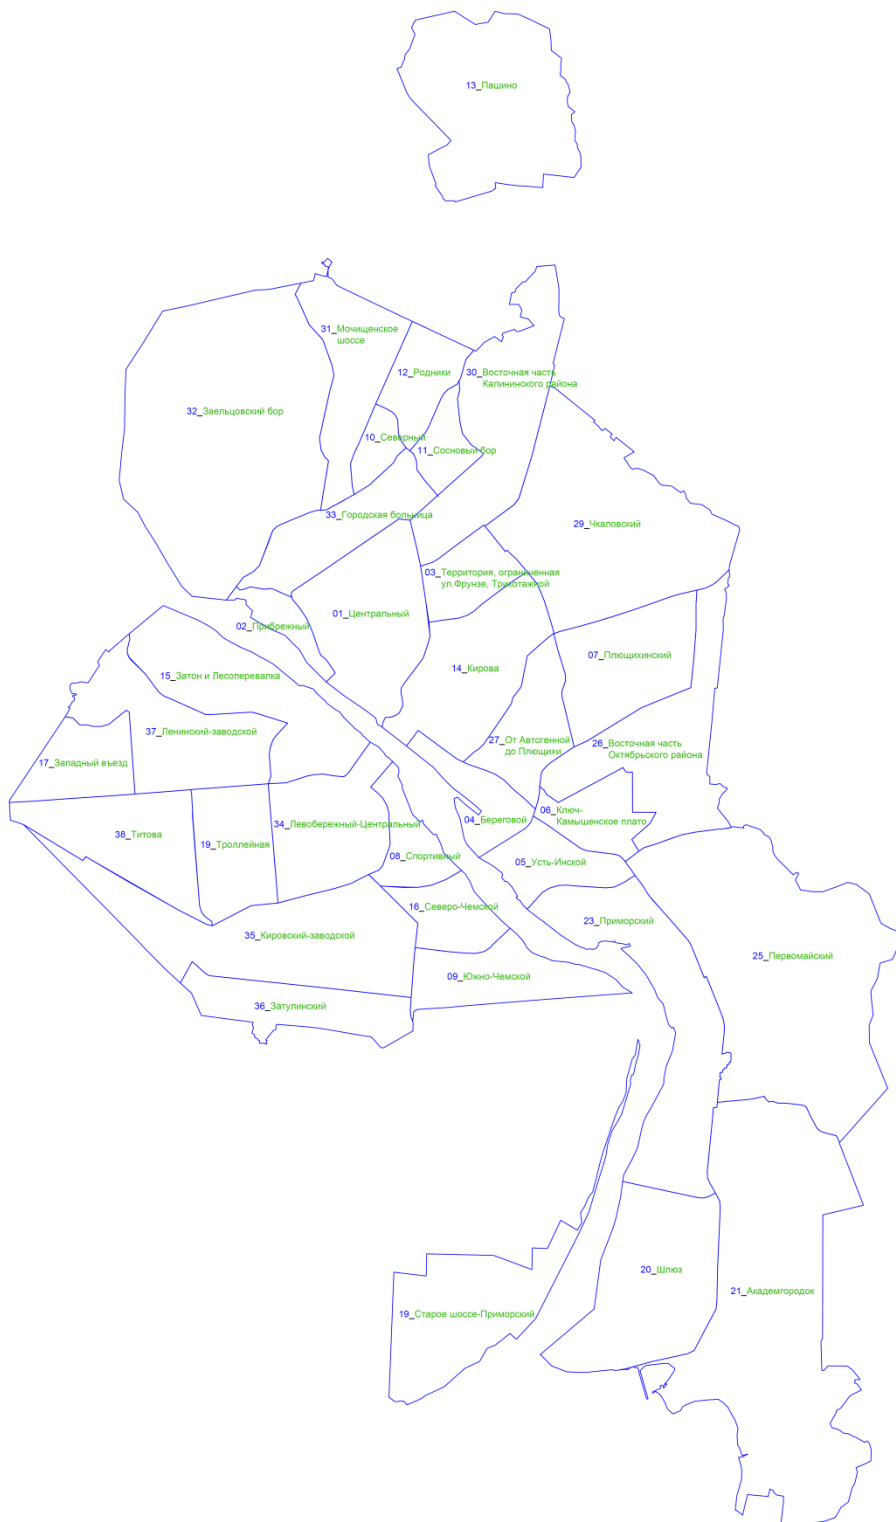 13_Пашино
31_Мочищенское
шоссе
12_Родники
30_Восточная часть
Калининского района
32_Заельцовский бор
10_Северный
11_Сосновый бор
33_Городская больница
29_Чкаловский
03_Территория, ограниченная
ул.Фрунзе, Трикотажной
01_Центральный
02_Прибрежный
07_Плющихинский
14_Кирова
15_Затон и Лесоперевалка
37_Ленинский-заводской
27_От Автогенной
до Плющихи
26_Восточная часть
Октябрьского района
17_Западный въезд
06_Ключ-
Камышенское плато
04_Береговой
34_Левобережный-Центральный
38_Титова
19_Троллейная
08_Спортивный
05_Усть-Инской
16_Северо-Чемской
23_Приморский
35_Кировский-заводской
25_Первомайский
09_Южно-Чемской
36_Затулинский
20_Шлюз
21_Академгородок
19_Старое шоссе-Приморский